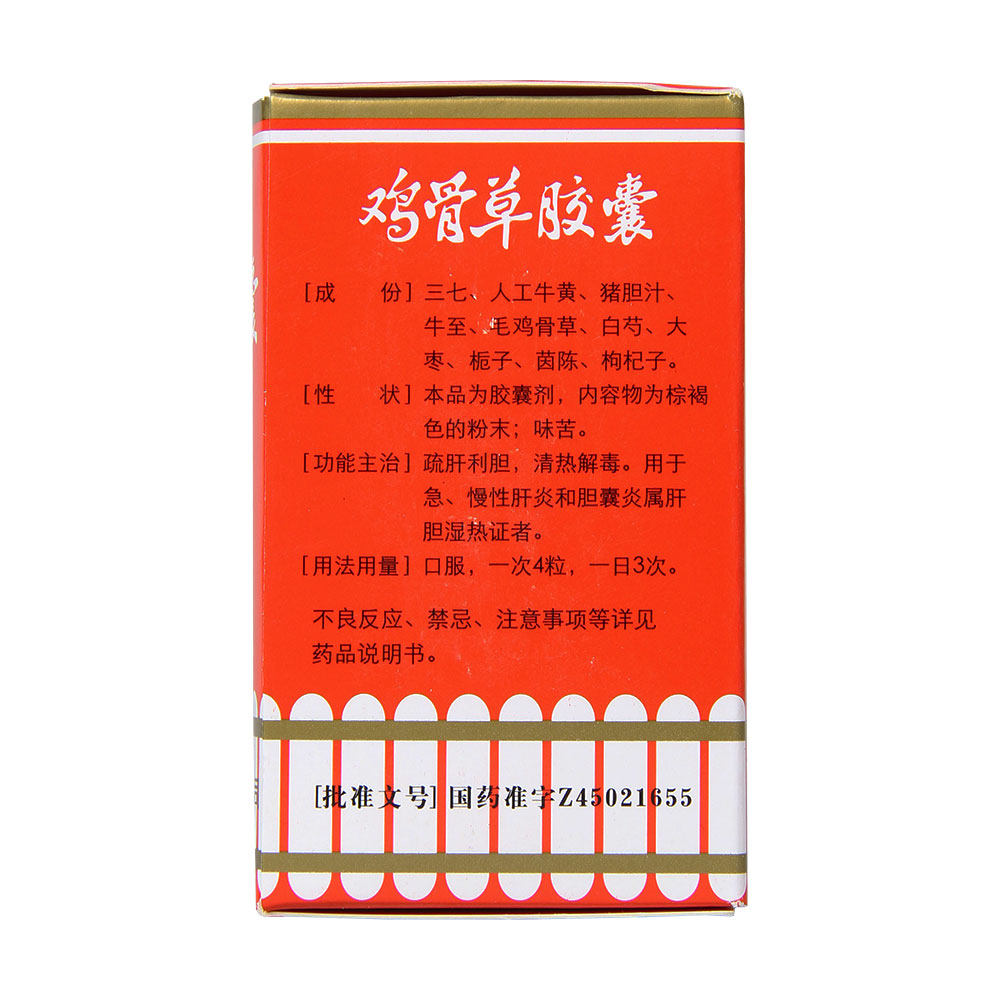 鸡骨草胶囊
[成 份] 三七、人工牛黄、猪胆汁、
牛至、毛鸡骨草、白芍、大
枣、栀子、茵陈、枸杞子。
[性 状] 本品为胶囊剂，内容物为棕褐
色的粉末；味苦。
[功能主治] 疏肝利胆，清热解毒。用于
急、慢性肝炎和胆囊炎属肝
胆湿热证者。
[用法用量] 口服，一次4粒，一日3次。
不良反应、禁忌、注意事项等详见
药品说明书。
[批准文号] 国药准字Z45021655